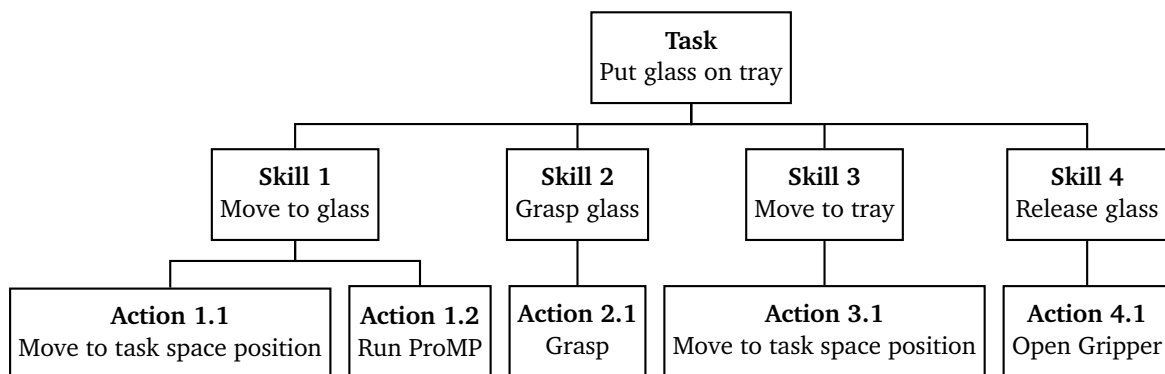 Task
Put glass on tray
Skill 1
Move to glass
Skill 2
Grasp glass
Skill 3
Move to tray
Skill 4
Release glass
Action 1.1
Move to task space position
Action 1.2
Run ProMP
Action 2.1
Grasp
Action 3.1
Move to task space position
Action 4.1
Open Gripper